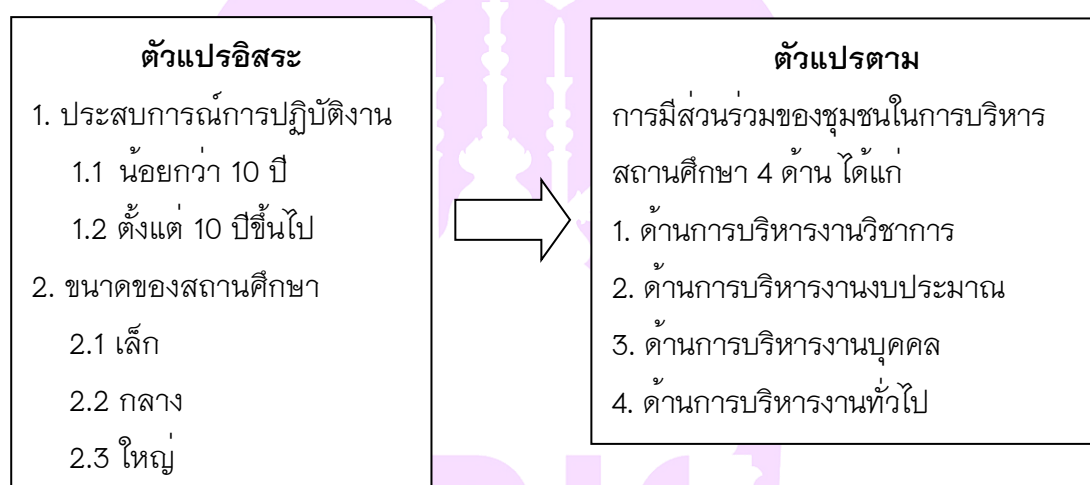 ตัวแปรอิสระ
1. ประสบการณ์การปฏิบัติงาน
1.1 น้อยกว่า 10 ปี
1.2 ตั้งแต่ 10 ปีขึ้นไป
2. ขนาดของสถานศึกษา
2.1 เล็ก
2.2 กลาง
2.3 ใหญ่
ตัวแปรตาม
การมีส่วนร่วมของชุมชนในการบริหาร
สถานศึกษา 4 ด้าน ได้แก่
1. ด้านการบริหารงานวิชาการ
2. ด้านการบริหารงานงบประมาณ
3. ด้านการบริหารงานบุคคล
4. ด้านการบริหารงานทั่วไป